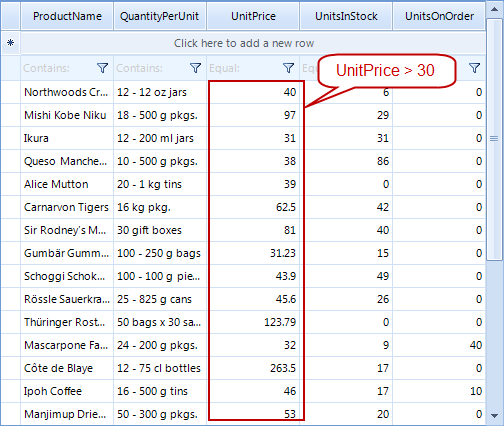 ProductName QuantityPerUnit UnitPrice UnitsInStock UnitsOnOrder
Click here to add a new row
Contains: Contains: Equal:
UnitPrice > 30
Northwoods Cr... 12 - 12 oz jars 40 6 0
Mishi Kobe Niku 18 - 500 g pkgs. 97 29 0
Ikura 12 - 200 ml jars 31 31 0
Queso Manche... 10 - 500 g pkgs. 38 86 0
Alice Mutton 20 - 1 kg tins 39 0 0
Carnarvon Tigers 16 kg pkg. 62.5 42 0
Sir Rodney's M... 30 gift boxes 81 40 0
Gumbär Gumm... 100 - 250 g bags 31.23 15 0
Schoggi Schok... 100 - 100 g pie... 43.9 49 0
Rössle Sauerkra... 25 - 825 g cans 45.6 26 0
Thüringer Rost... 50 bags x 30 sa... 123.79 0 0
Mascarpone Fa... 24 - 200 g pkgs. 32 9 40
Côte de Blaye 12 - 75 cl bottles 263.5 17 0
Ipoh Coffee 16 - 500 g tins 46 17 10
Manjimup Drie... 50 - 300 g pkgs. 53 20 0